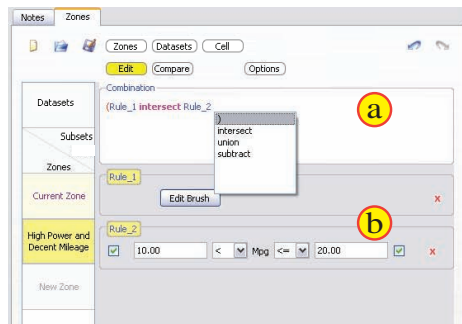 Notes Zones
Zones Datasets Cell
Edit Compare Options
Datasets
Subsets
Zones
Current Zone
High Power and
Decent Mileage
New Zone
Combination
(Rule_1 intersect Rule_2
)
intersect
union
subtract
a
Rule_1
Edit Brush
x
b
Rule_2
10.00 < Mpg <= 20.00 x